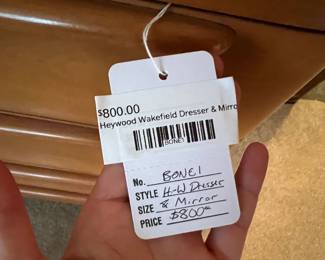 $800.00
Heywood Wakefield Dresser & Mirro
BONE1
No. BONE1
STYLE H-W Dresser
SIZE & Mirror
PRICE $800.00